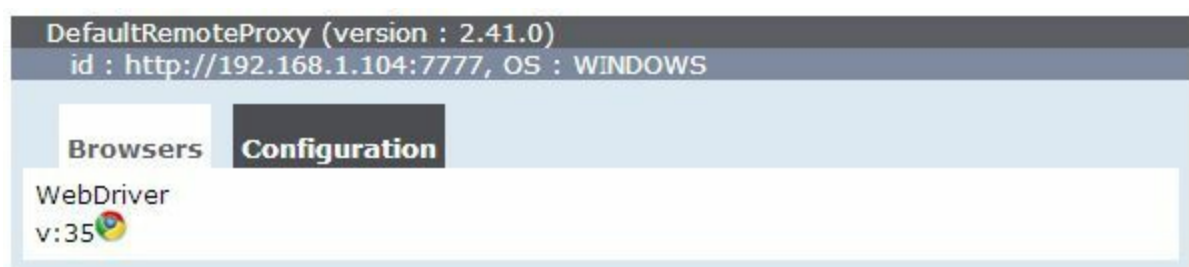 DefaultRemoteProxy (version : 2.41.0)
id : http://192.168.1.104:7777, OS : WINDOWS
Browsers Configuration
WebDriver
v:35